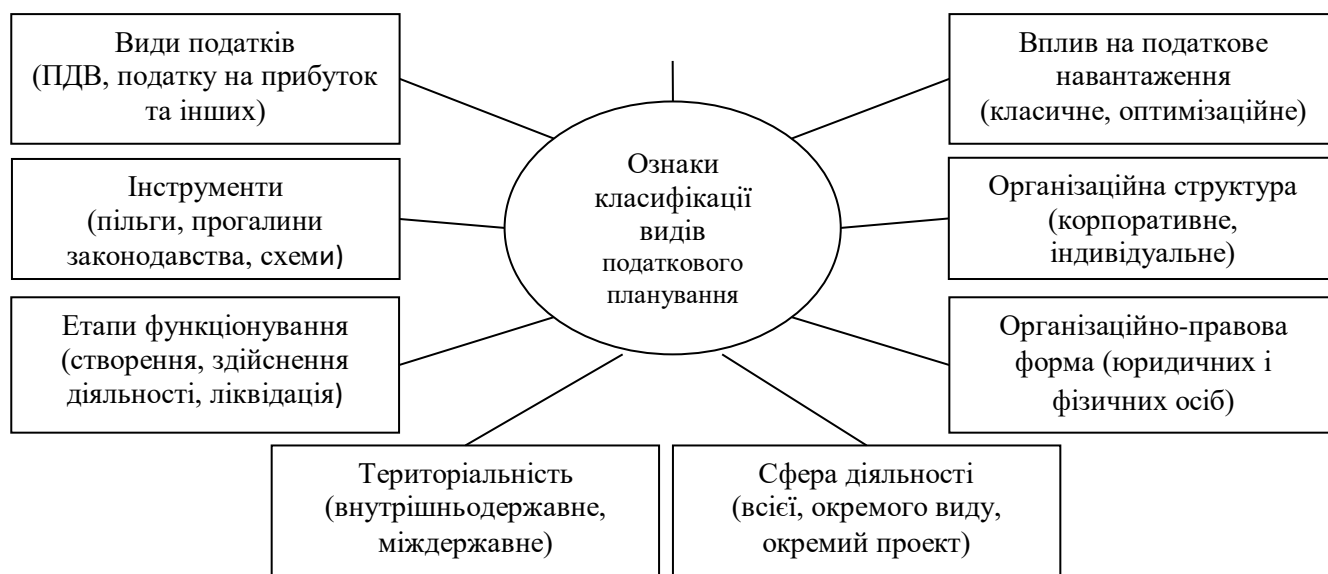 Види податків
(ПДВ, податку на прибуток
та інших)
Інструменти
(пільги, прогалини
законодавства, схеми)
Етапи функціонування
(створення, здійснення
діяльності, ліквідація)
Ознаки
класифікації
видів
податкового
планування
Вплив на податкове
навантаження
(класичне, оптимізаційне)
Організаційна структура
(корпоративне,
індивідуальне)
Організаційно-правова
форма (юридичних і
фізичних осіб)
Територіальність
(внутрішньодержавне,
міждержавне)
Сфера діяльності
(всієї, окремого виду,
окремий проект)